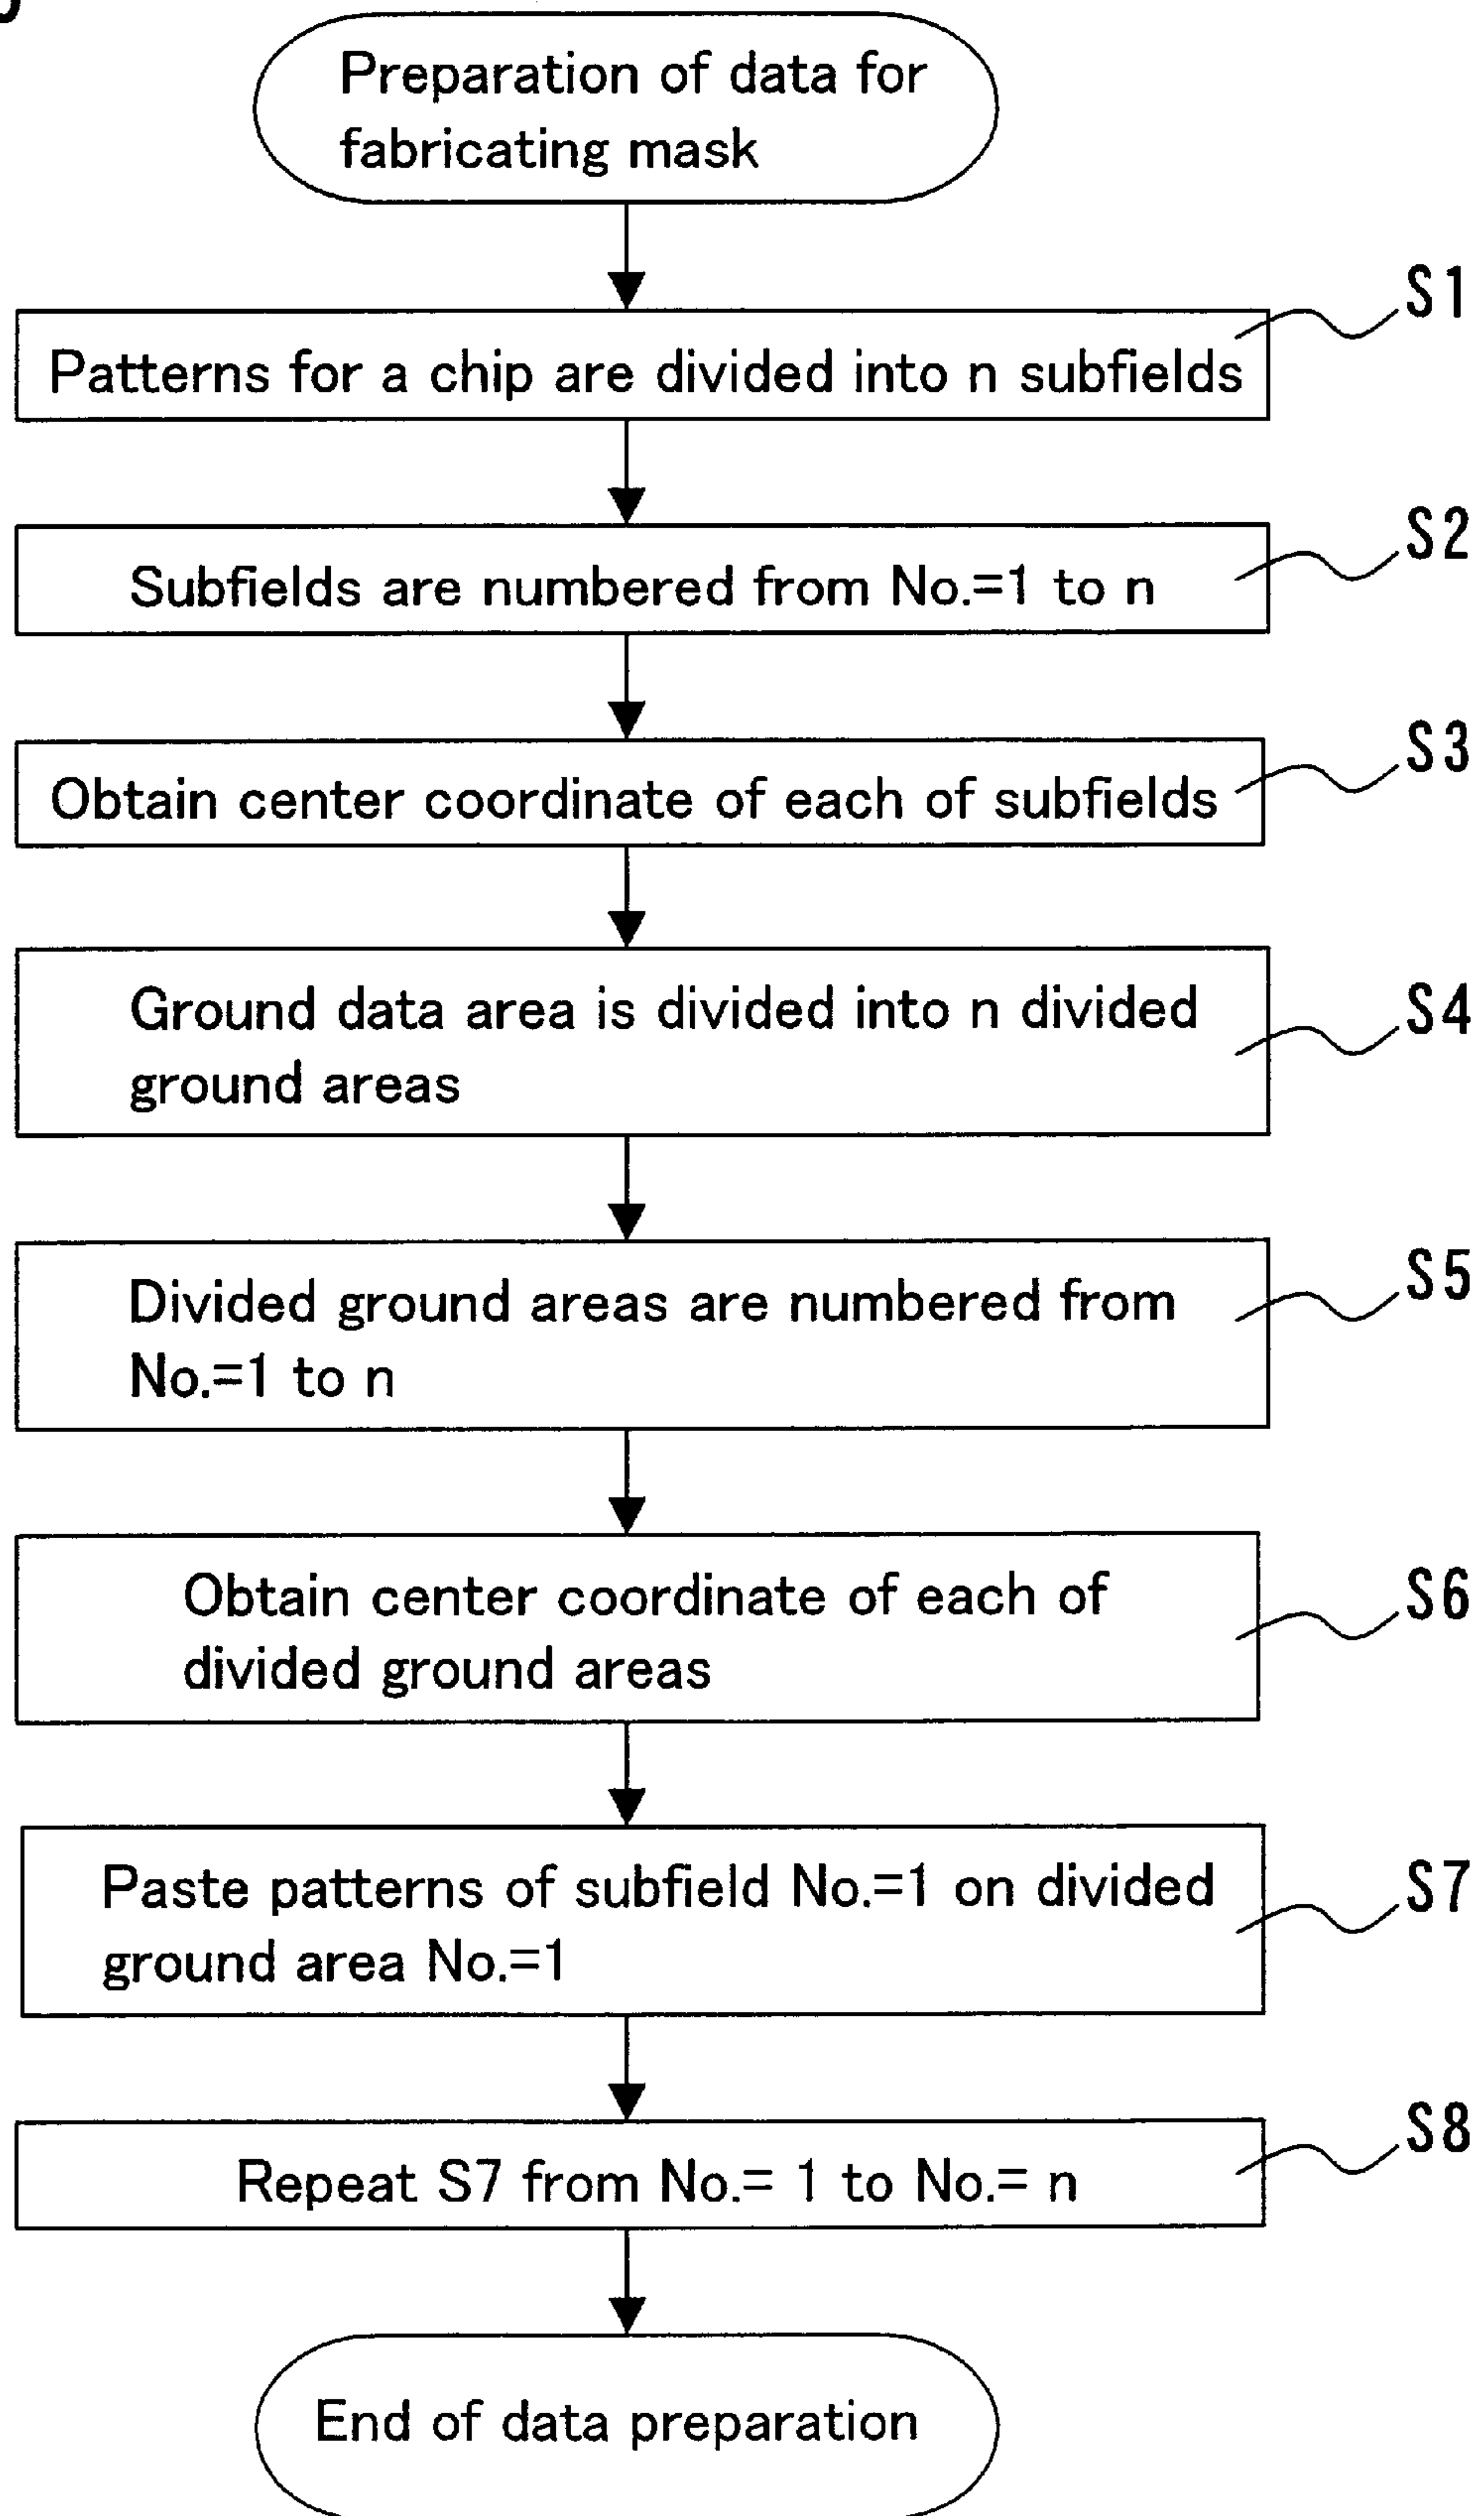 Preparation of data for
fabricating mask
S1
Patterns for a chip are divided into n subfields
S2
Subfields are numbered from No.=1 to n
S3
Obtain center coordinate of each of subfields
S4
Ground data area is divided into n divided
ground areas
S5
Divided ground areas are numbered from
No.=1 to n
S6
Obtain center coordinate of each of
divided ground areas
S7
Paste patterns of subfield No.=1 on divided
ground area No.=1
S8
Repeat S7 from No.= 1 to No.= n
End of data preparation